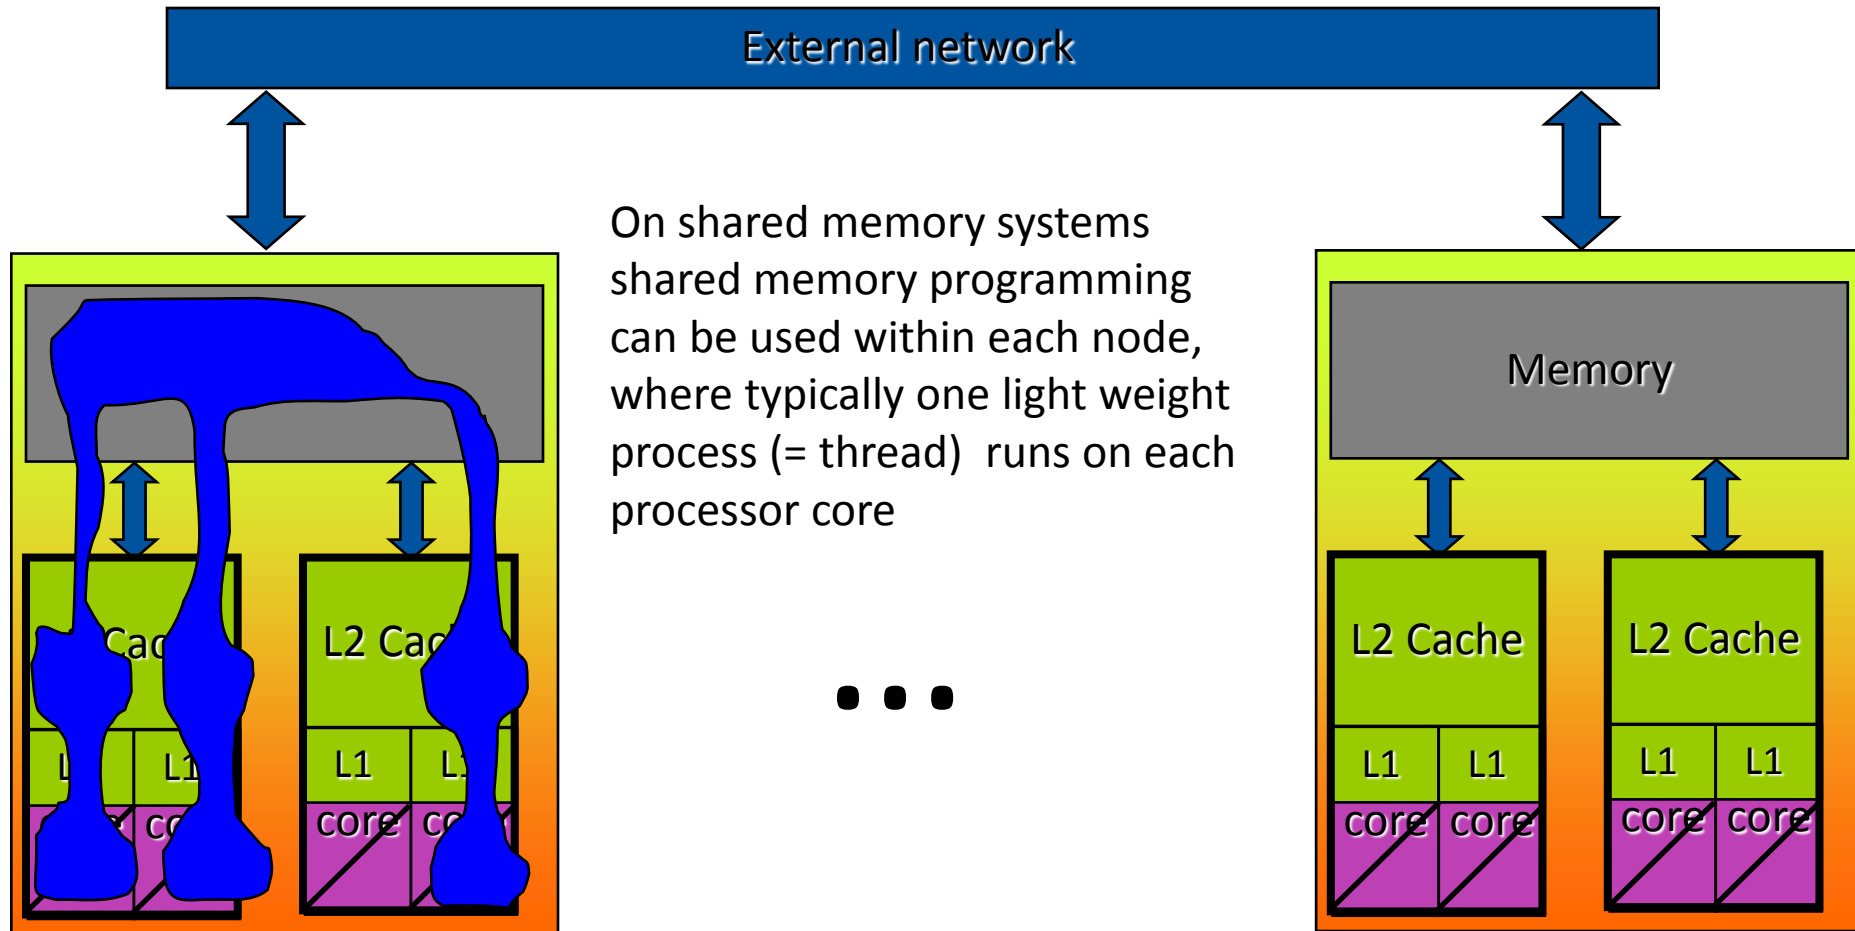 External network
On shared memory systems
shared memory programming
can be used within each node,
where typically one light weight
process (= thread) runs on each
processor core
Memory
L2
L2 Cache
L2 Cache
L1
L1
L1
L1
L1
L1
L1
core
core
core
core
core